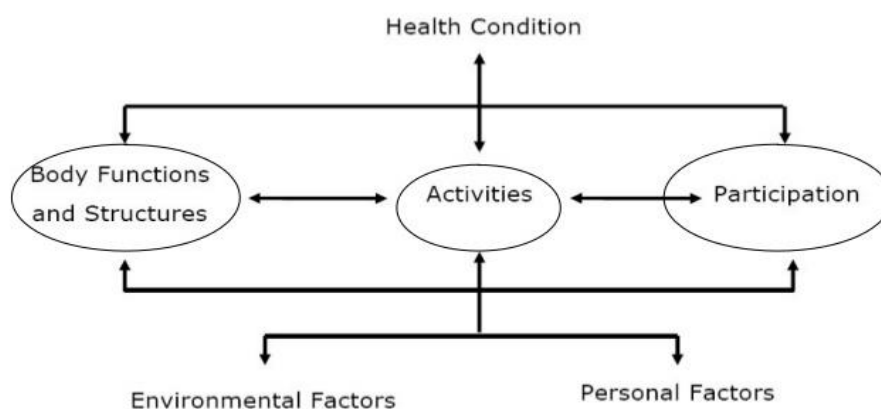 Health Condition
Body Functions
and Structures
Activities
Participation
Environmental Factors
Personal Factors